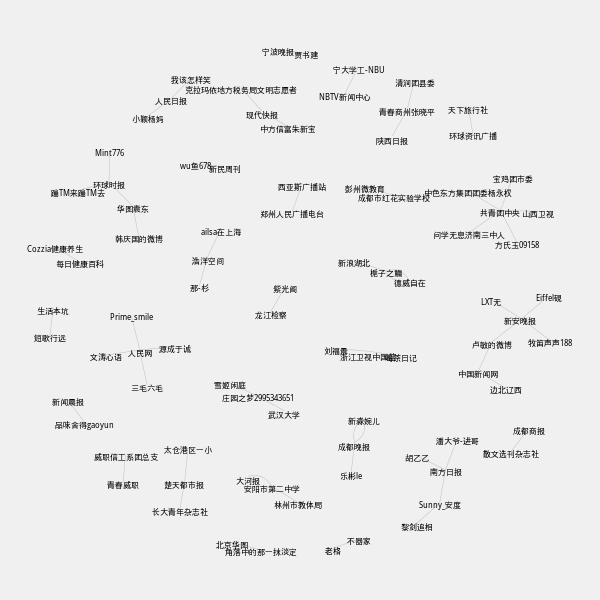 宁波晚报
贾书建
宁大学工-NBU
我该怎样笑
清涧团县委
克拉玛依地方税务局文明志愿者
NBTV新闻中心
人民日报
天下旅行社
青春商州张晓平
现代快报
小颖杨妈
中方信富朱新宝
环球资讯广播
陕西日报
Mint776
wu鱼678
新民周刊
宝鸡团市委
环球时报
西亚斯广播站
彭州微教育
蹦TM来蹦TM去
中色东方集团团委杨永权
成都市红花实验学校
华图震东
郑州人民广播电台
共青团中央
山西卫视
ailsa在上海
问学无息济南三中人
韩庆国的微博
方氏玉09158
Cozzia健康养生
每日健康百科
浩洋空间
新浪湖北
栀子之觞
德威自在
那-杉
祭光阁
Eiffel砚
LXT无
生活本坑
Prime_smile
龙江检察
新安晚报
短歌行远
卢敏的微博
牧笛声声188
源成于诚
刘福震
文涛心语
人民网
浙江卫视中国蓝
中国新闻网
三毛六毛
雪姬闲庭
边北辽西
庄园之梦2995343651
新闻晨报
武汉大学
品味舍得gaoyun
新淼婉儿
成都商报
潘大爷-进哥
成都晚报
太仓港区一小
散文选刊杂志社
威职信工系团总支
胡乙乙
南方日报
乐彬le
大河报
青春威职
楚天都市报
安阳市第二中学
林州市教体局
Sunny_安度
长大青年杂志社
黎剑追相
不器家
北京华图
老格
角落中的那一抹淡定